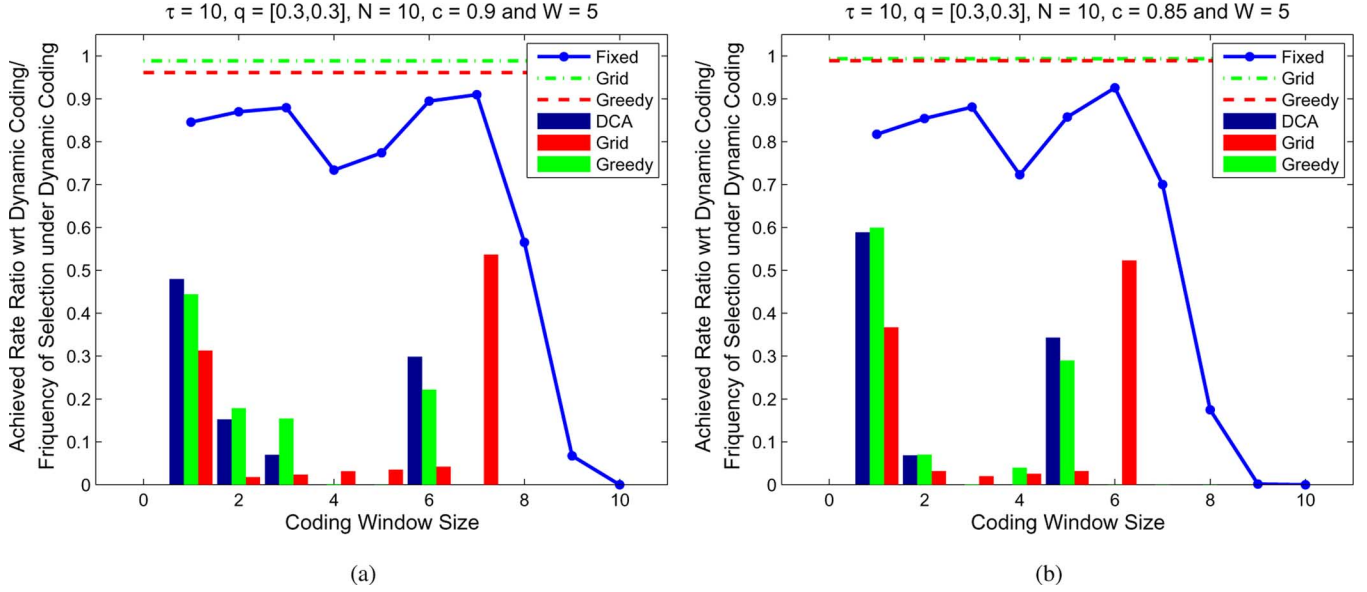 τ = 10, q = [0.3,0.3], N = 10, c = 0.9 and W = 5
Achieved Rate Ratio wrt Dynamic Coding/
Friquency of Selection under Dynamic Coding
1
0.9
0.8
0.7
0.6
0.5
0.4
0.3
0.2
0.1
0
Fixed
Grid
Greedy
DCA
Grid
Greedy
0 2 4 6 8 10
Coding Window Size
(a)
τ = 10, q = [0.3,0.3], N = 10, c = 0.85 and W = 5
Achieved Rate Ratio wrt Dynamic Coding/
Friquency of Selection under Dynamic Coding
1
0.9
0.8
0.7
0.6
0.5
0.4
0.3
0.2
0.1
0
Fixed
Grid
Greedy
DCA
Grid
Greedy
0 2 4 6 8 10
Coding Window Size
(b)